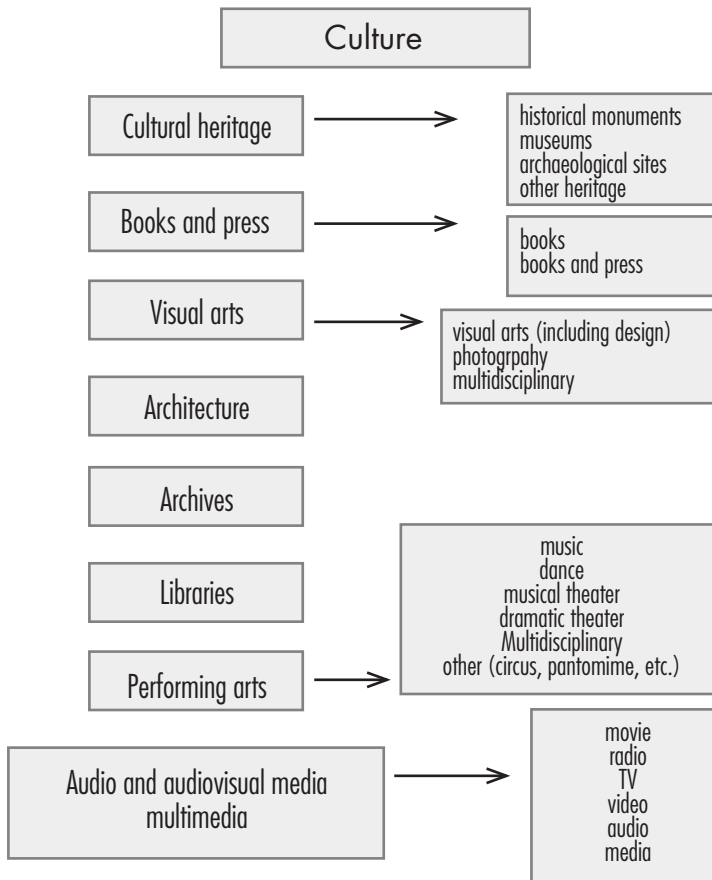 Culture
Cultural heritage
historical monuments
museums
archaeological sites
other heritage
Books and press
books
books and press
Visual arts
visual arts (including design)
photogrpahy
multidisciplinary
Architecture
Archives
Libraries
Performing arts
music
dance
musical theater
dramatic theater
Multidisciplinary
other (circus, pantomime, etc.)
Audio and audiovisual media
multimedia
movie
radio
TV
video
audio
media